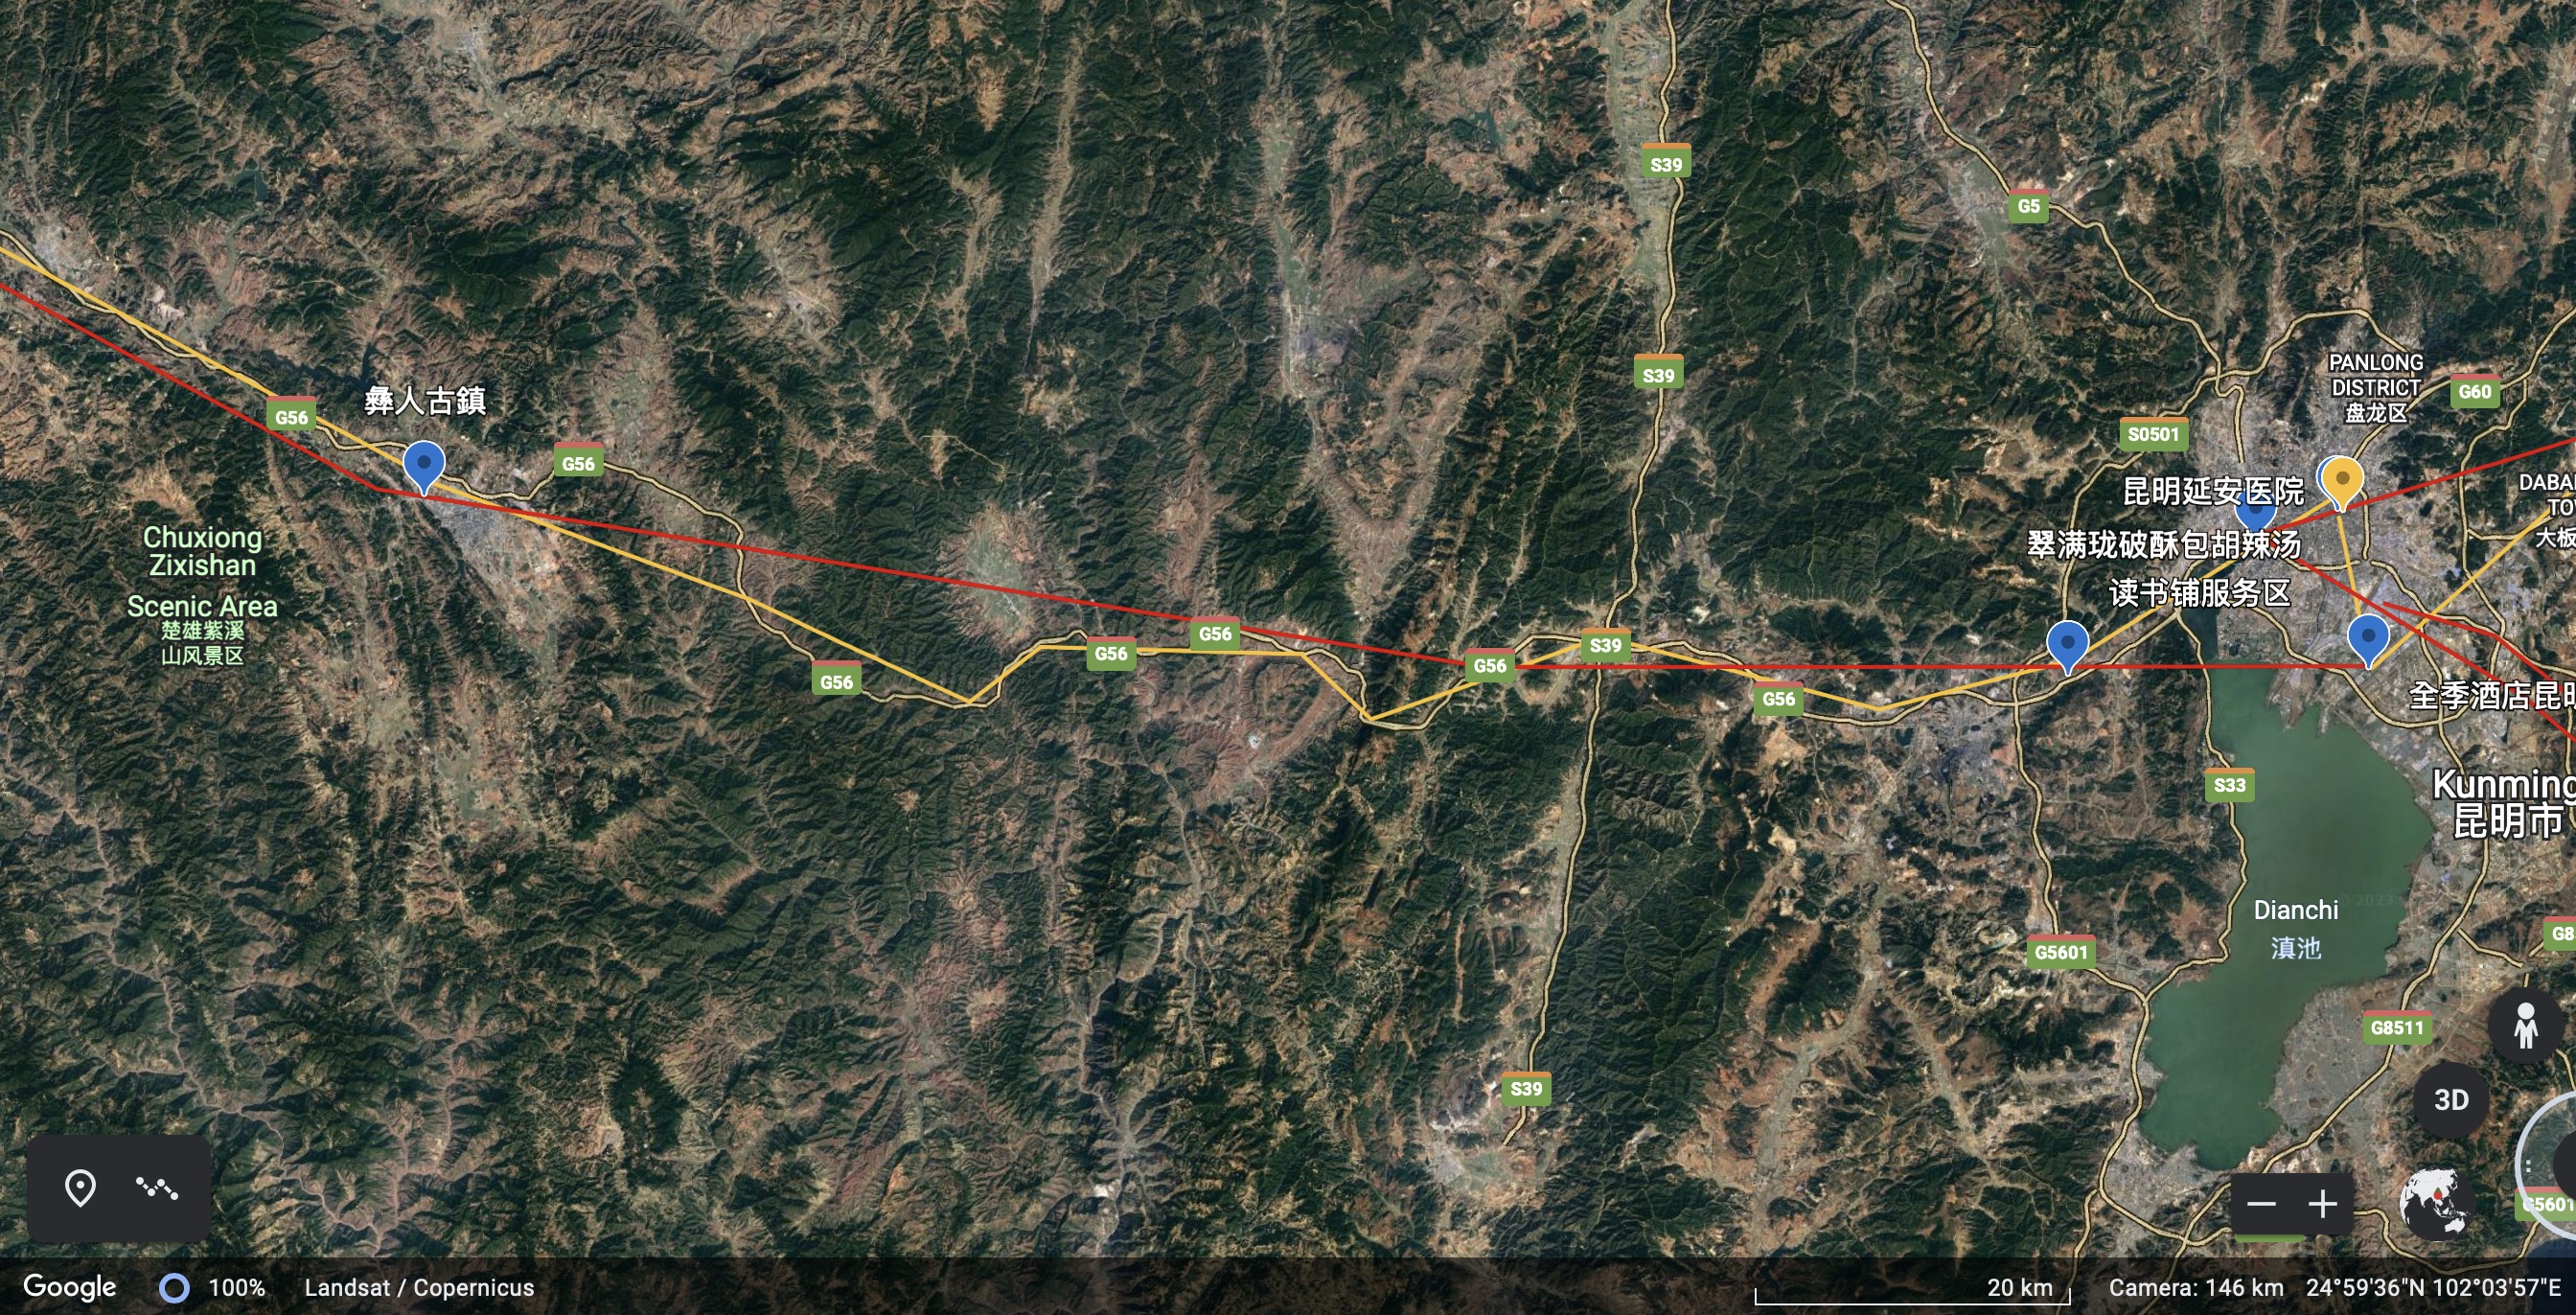 S39
G5
S39
PANLONG
DISTRICT
盘龙区
G60
彝人古鎮
G56
S0501
G56
昆明延安医院
DABA
TO
大板
Chuxiong
Zixishan
Scenic Area
楚雄紫溪
山风景区
翠满珑破酥包胡辣汤
读书铺服务区
G56
G56
G56
G56
S39
G56
全季酒店昆明
S33
Kunming
昆明市
Dianchi
滇池
© 2023
G8
G5601
G8511
S39
3D
G5601
Google
100%
Landsat / Copernicus
20 km
Camera: 146 km
24°59'36"N 102°03'57"E